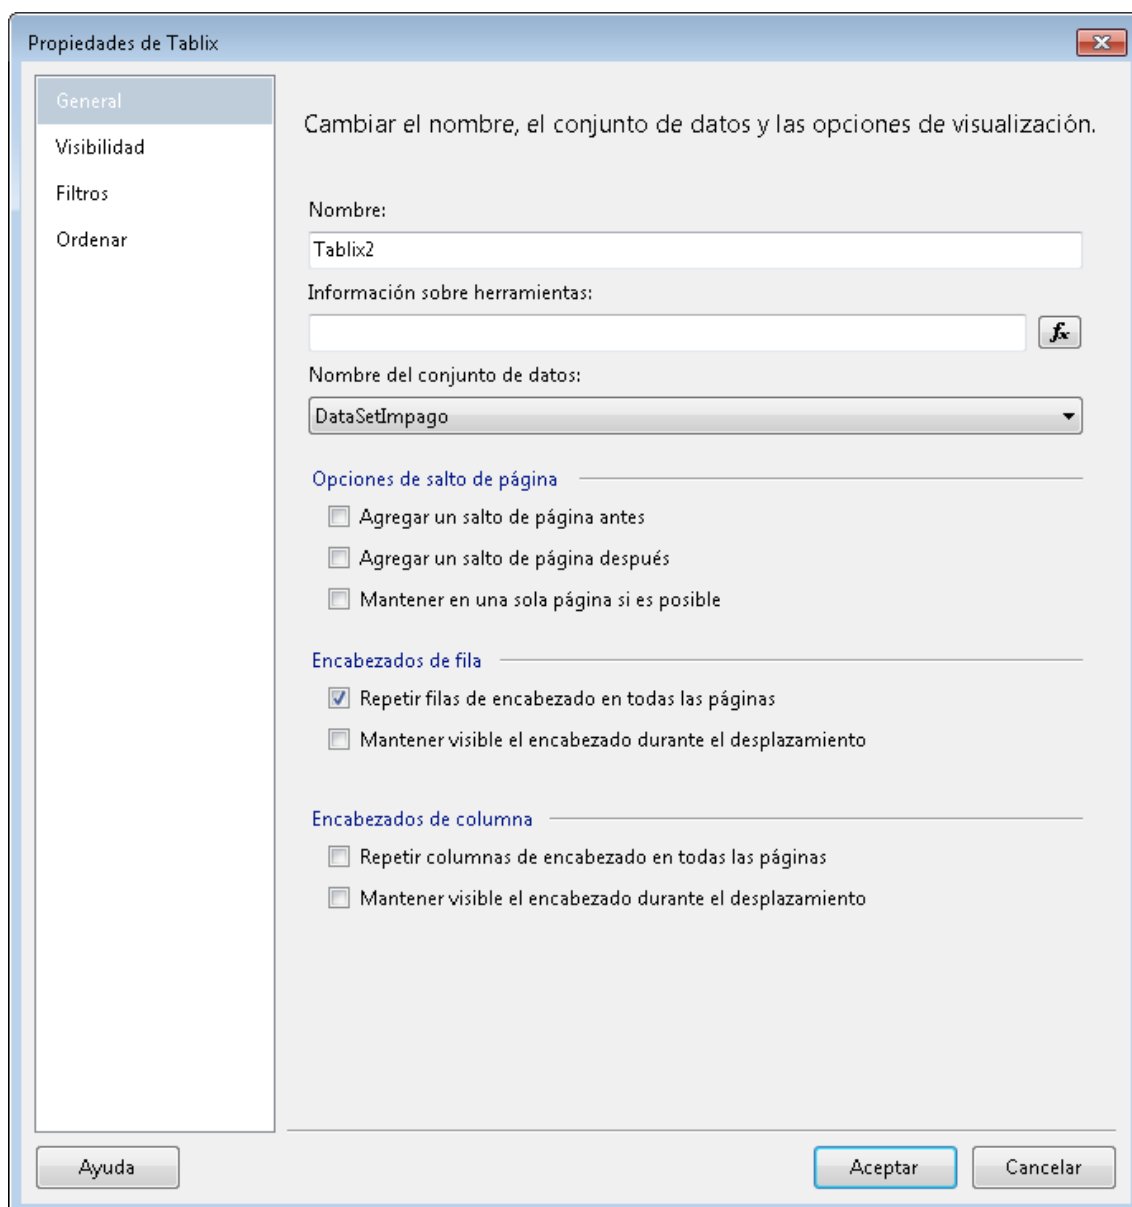 Propiedades de Tablix
General
Visibilidad
Filtros
Ordenar
Cambiar el nombre, el conjunto de datos y las opciones de visualización.
Nombre:
Tablix2
Información sobre herramientas:
fx
Nombre del conjunto de datos:
DataSetImpago
Opciones de salto de página
Agregar un salto de página antes
Agregar un salto de página después
Mantener en una sola página si es posible
Encabezados de fila
Repetir filas de encabezado en todas las páginas
Mantener visible el encabezado durante el desplazamiento
Encabezados de columna
Repetir columnas de encabezado en todas las páginas
Mantener visible el encabezado durante el desplazamiento
Ayuda
Aceptar
Cancelar